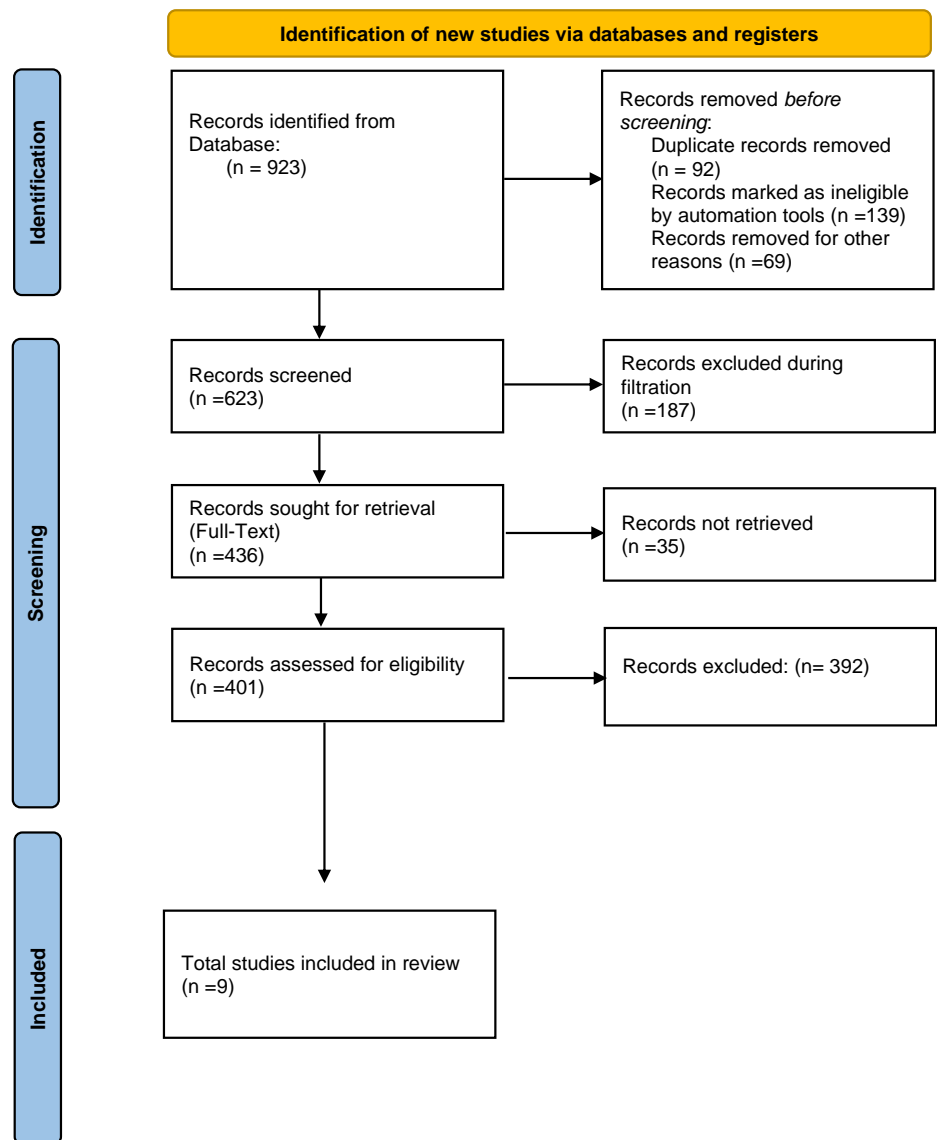 Identification of new studies via databases and registers
Identification
Records identified from
Database:
(n = 923)
Records removed before
screening:
Duplicate records removed
(n = 92)
Records marked as ineligible
by automation tools (n =139)
Records removed for other
reasons (n =69)
Screening
Records screened
(n =623)
Records excluded during
filtration
(n =187)
Records sought for retrieval
(Full-Text)
(n =436)
Records not retrieved
(n =35)
Records assessed for eligibility
(n =401)
Records excluded: (n= 392)
Included
Total studies included in review
(n =9)